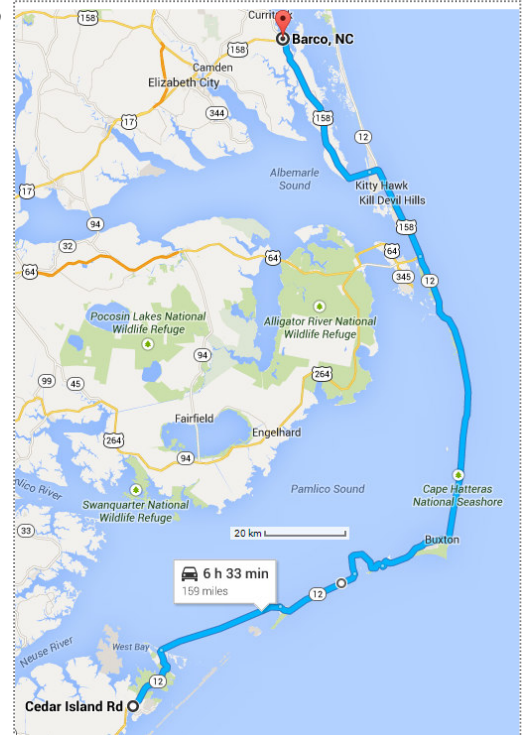 Currit
158
Barco, NC
158
Camden
Elizabeth City
17
344
158
12
17
Albemarle
Sound
Kitty Hawk
Kill Devil Hills
94
158
32
64
64
64
345
12
Pocosin Lakes National
Wildlife Refuge
Alligator River National
Wildlife Refuge
94
264
99
45
Fairfield
264
Engelhard
94
mlico River
Pamlico Sound
Cape Hatteras
National Seashore
Swanquarter National
Wildlife Refuge
33
20 km
Buxton
6 h 33 min
159 miles
12
Neuse River
West Bay
12
Cedar Island Rd